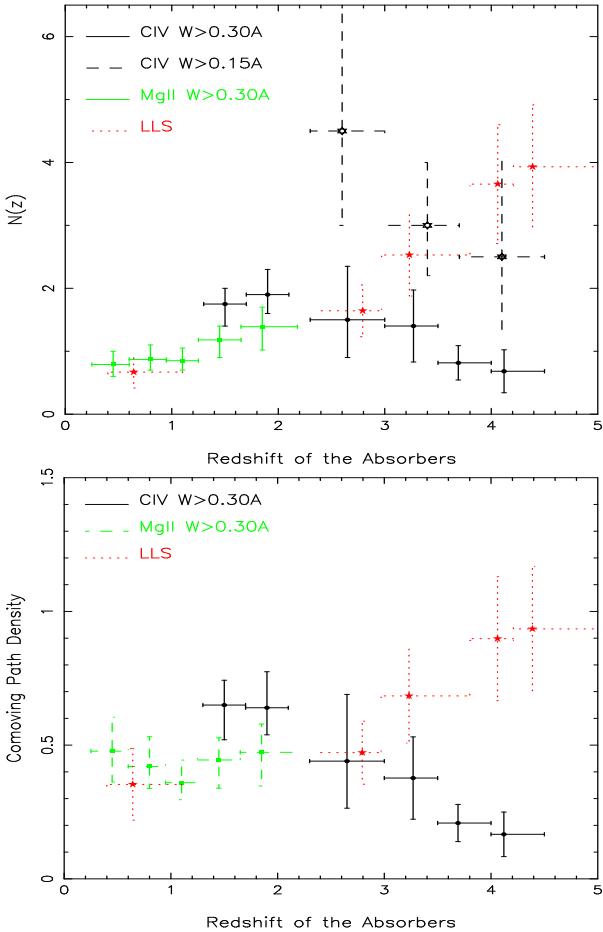 CIV W>0.30A
CIV W>0.15A
MgII W>0.30A
LLS
N(z)
6
4
2
0
0 1 2 3 4 5
Redshift of the Absorbers
CIV W>0.30A
MgII W>0.30A
LLS
Comoving Path Density
1.5
1
0.5
0
0 1 2 3 4 5
Redshift of the Absorbers